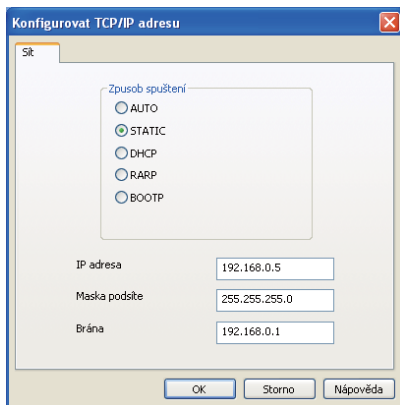 Konfigurovat TCP/IP adresu
Sít
Zpusob spuštení
AUTO
STATIC
DHCP
RARP
BOOTP
IP adresa
192.168.0.5
Maska podsíte
255.255.255.0
Brána
192.168.0.1
OK
Storno
Nápověda